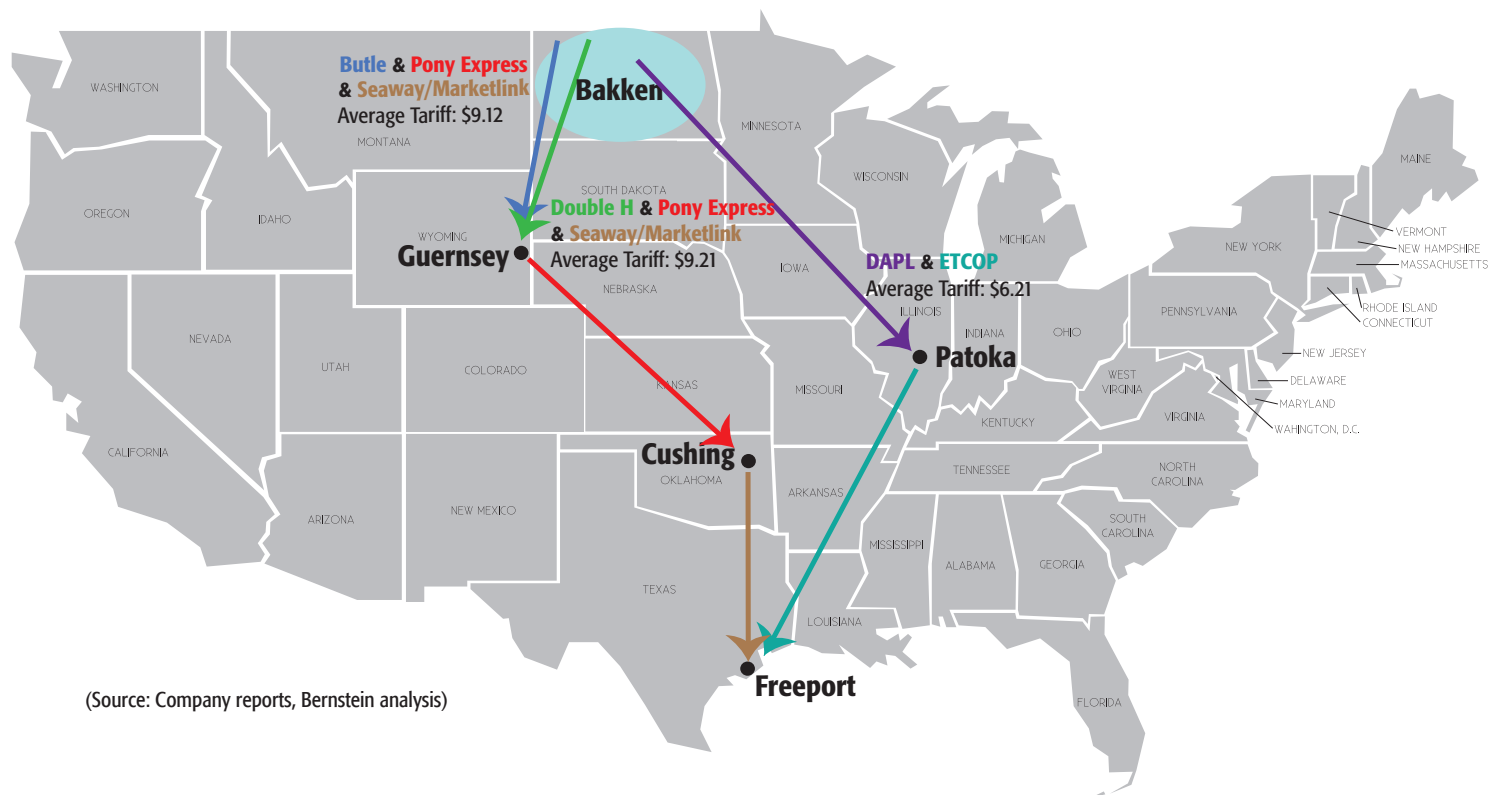 Butle & Pony Express
& Seaway/Marketlink
Average Tariff: $9.12
Bakken
Double H & Pony Express
& Seaway/Marketlink
Average Tariff: $9.21
DAPL & ETCOP
Average Tariff: $6.21
Guernsey
Patoka
Cushing
Freeport
WASHINGTON
MONTANA
MINNESOTA
OREGON
IDAHO
WYOMING
SOUTH DAKOTA
WISCONSIN
MICHIGAN
MAINE
VERMONT
NEW HAMPSHIRE
MASSACHUSETTS
NEW YORK
RHODE ISLAND
CONNECTICUT
NEVADA
UTAH
COLORADO
NEBRASKA
IOWA
ILLINOIS
INDIANA
OHIO
PENNSYLVANIA
NEW JERSEY
DELAWARE
MARYLAND
WAHINGTON, D.C.
CALIFORNIA
KANSAS
MISSOURI
KENTUCKY
WEST
VIRGINIA
VIRGINIA
ARIZONA
NEW MEXICO
OKLAHOMA
ARKANSAS
TENNESSEE
NORTH
CAROLINA
SOUTH
CAROLINA
TEXAS
LOUISIANA
MISSISSIPPI
ALABAMA
GEORGIA
FLORIDA
(Source: Company reports, Bernstein analysis)